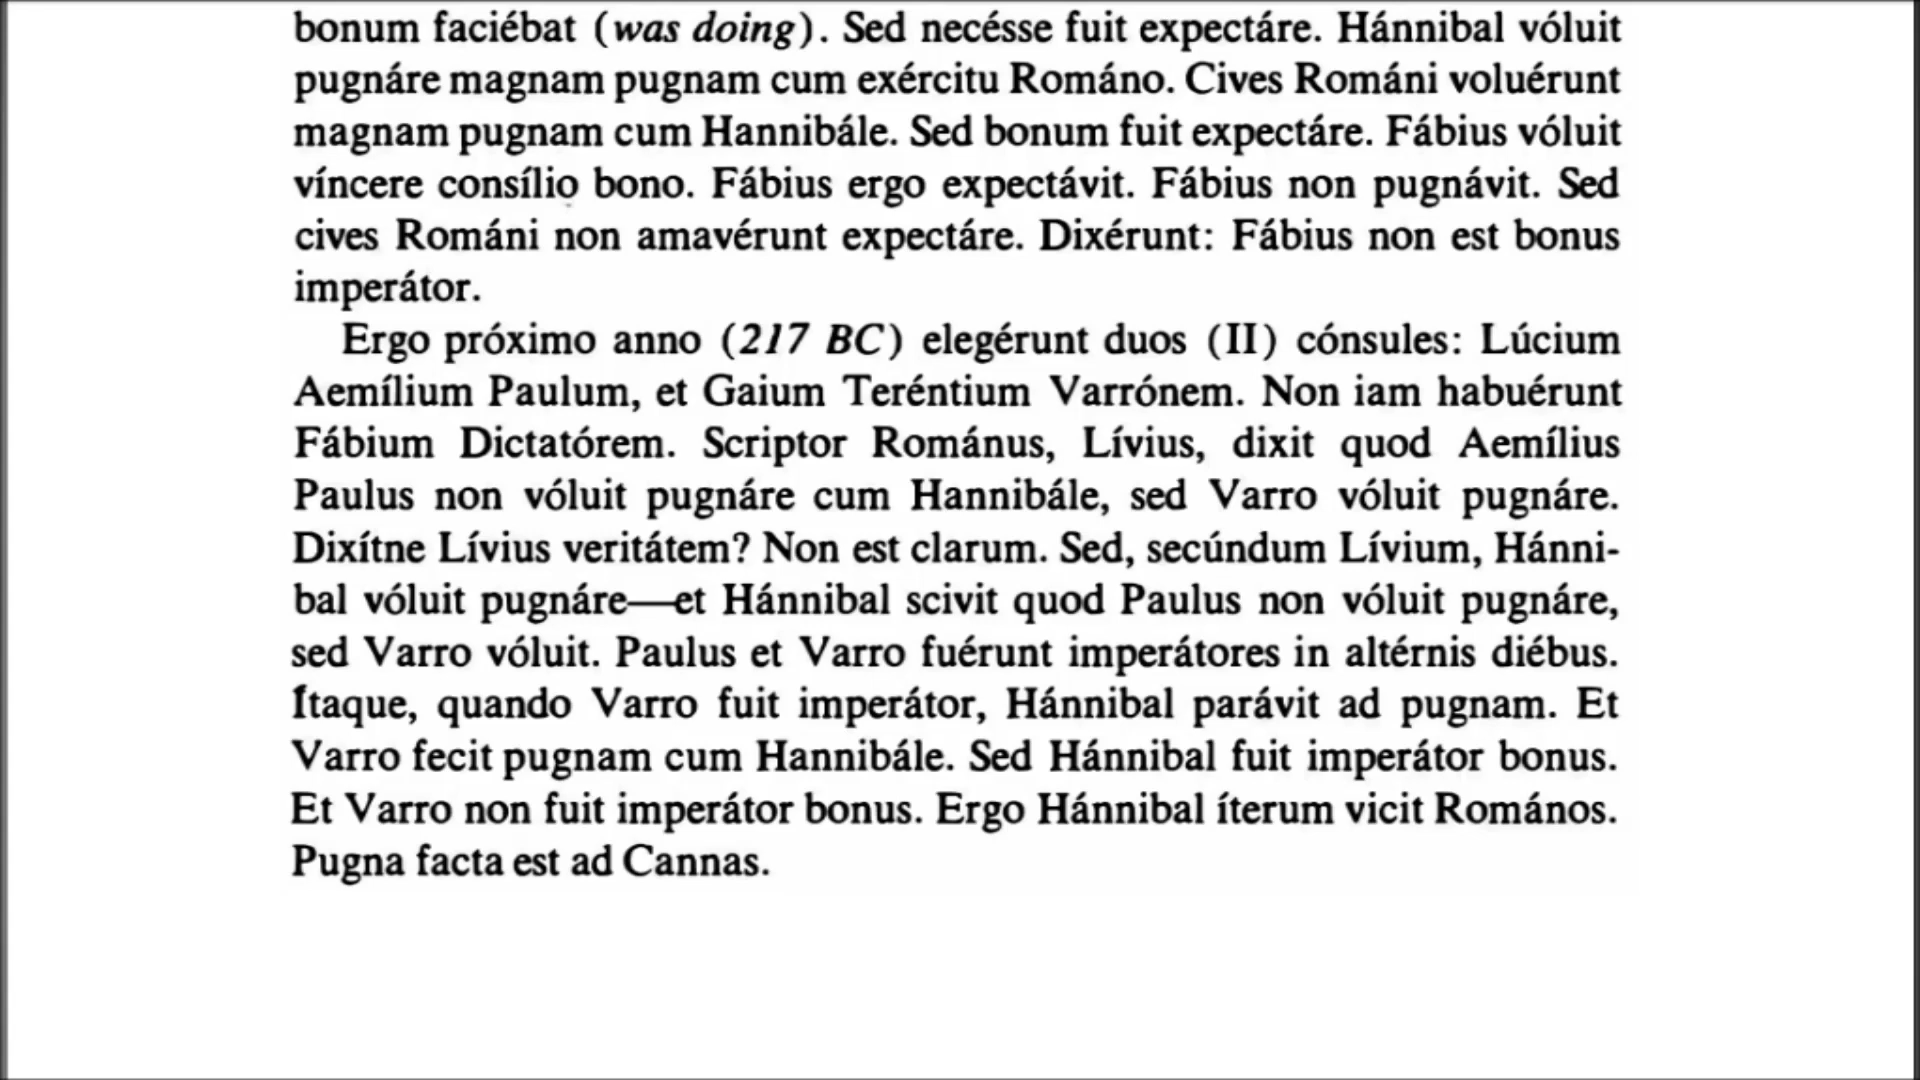 bonum faciébat (was doing). Sed necésse fuit expectáre. Hánnibal vóluit
pugnáre magnam pugnam cum exércitu Románo. Cives Románi voluérunt
magnam pugnam cum Hannibále. Sed bonum fuit expectáre. Fábius vóluit
víncere consílio bono. Fábius ergo expectávit. Fábius non pugnávit. Sed
cives Románi non amavérunt expectáre. Dixérunt: Fábius non est bonus
imperátor.
Ergo próximo anno (217 BC) elegérunt duos (II) cónsules: Lúcium
Aemílium Paulum, et Gaium Teréntium Varrónem. Non iam habuérunt
Fábium Dictatórem. Scriptor Románus, Lívius, dixit quod Aemílius
Paulus non vóluit pugnáre cum Hannibále, sed Varro vóluit pugnáre.
Dixítne Lívius veritátem? Non est clarum. Sed, secúndum Lívium, Hánni-
bal vóluit pugnáre—et Hánnibal scivit quod Paulus non vóluit pugnáre,
sed Varro vóluit. Paulus et Varro fuérunt imperátores in altérnis diébus.
Ítaque, quando Varro fuit imperátor, Hánnibal parávit ad pugnam. Et
Varro fecit pugnam cum Hannibále. Sed Hánnibal fuit imperátor bonus.
Et Varro non fuit imperátor bonus. Ergo Hánnibal íterum vicit Romános.
Pugna facta est ad Cannas.